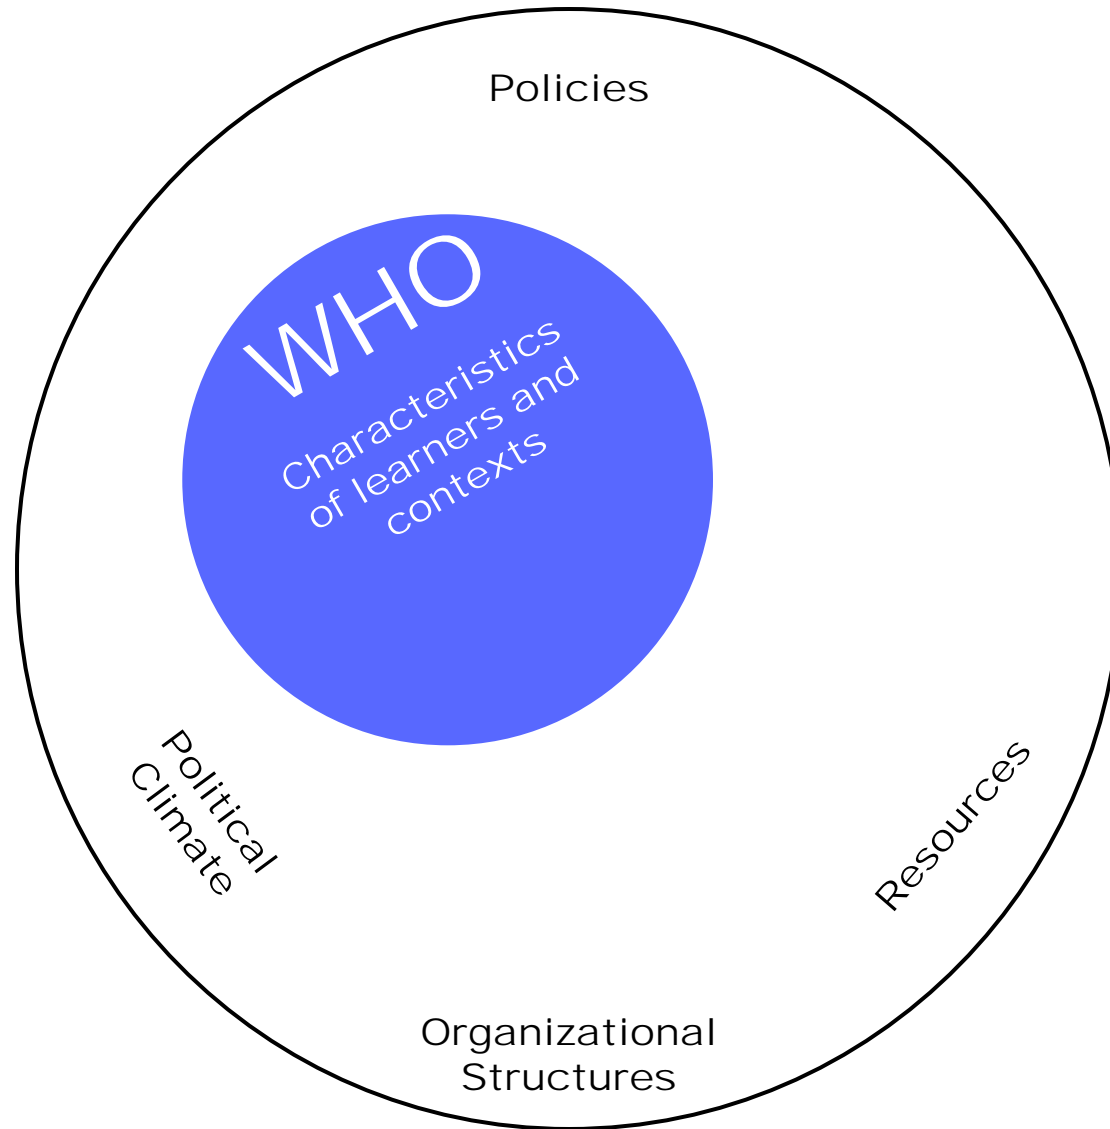 Policies
WHO
Characteristics
of learners and
contexts
Political
Climate
Resources
Organizational
Structures